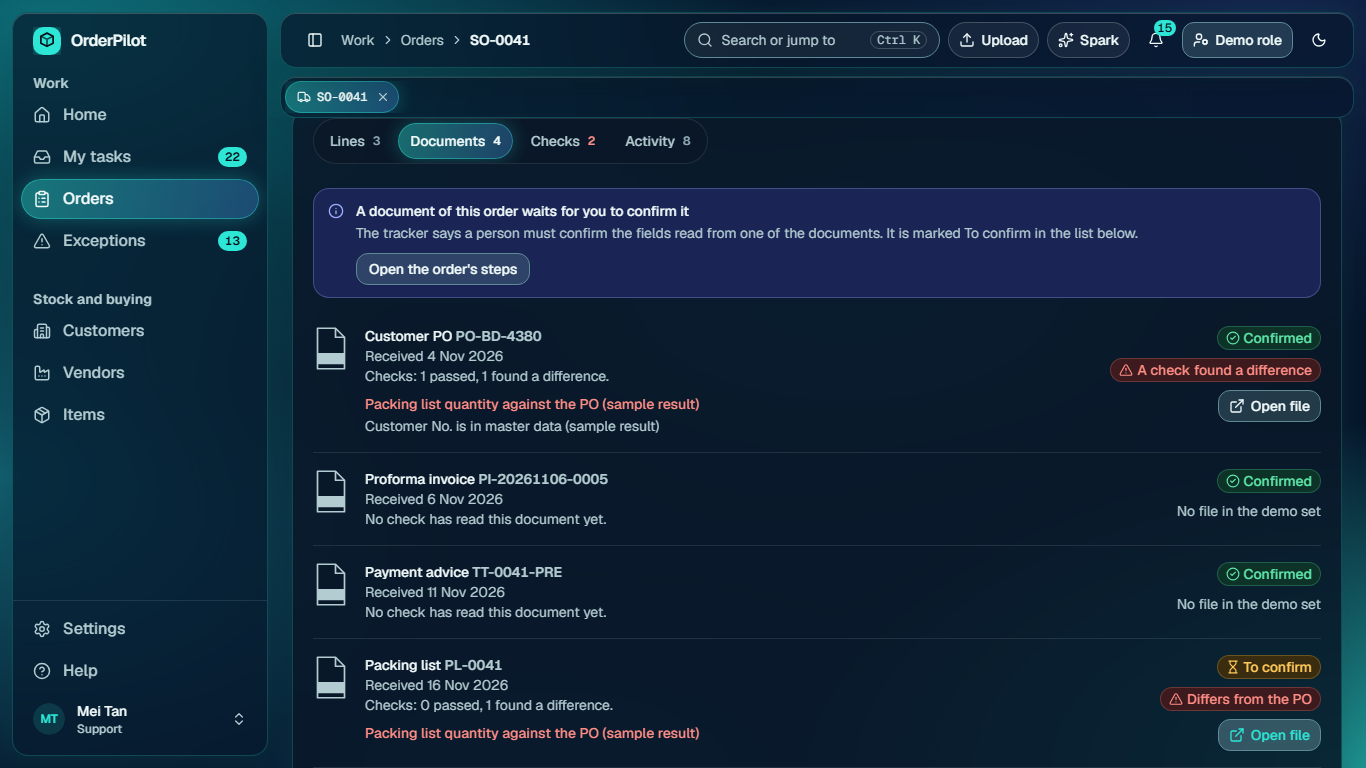 OrderPilot
Work
Home
My tasks 22
Orders
Exceptions 13
Stock and buying
Customers
Vendors
Items
Settings
Help
MT
Mei Tan
Support
Work > Orders > SO-0041
Search or jump to Ctrl K
Upload
Spark
15
Demo role
SO-0041
Lines 3
Documents 4
Checks 2
Activity 8
A document of this order waits for you to confirm it
The tracker says a person must confirm the fields read from one of the documents. It is marked To confirm in the list below.
Open the order's steps
Customer PO PO-BD-4380
Received 4 Nov 2026
Checks: 1 passed, 1 found a difference.
Packing list quantity against the PO (sample result)
Customer No. is in master data (sample result)
Confirmed
A check found a difference
Open file
Proforma invoice PI-20261106-0005
Received 6 Nov 2026
No check has read this document yet.
Confirmed
No file in the demo set
Payment advice TT-0041-PRE
Received 11 Nov 2026
No check has read this document yet.
Confirmed
No file in the demo set
Packing list PL-0041
Received 16 Nov 2026
Checks: 0 passed, 1 found a difference.
Packing list quantity against the PO (sample result)
To confirm
Differs from the PO
Open file